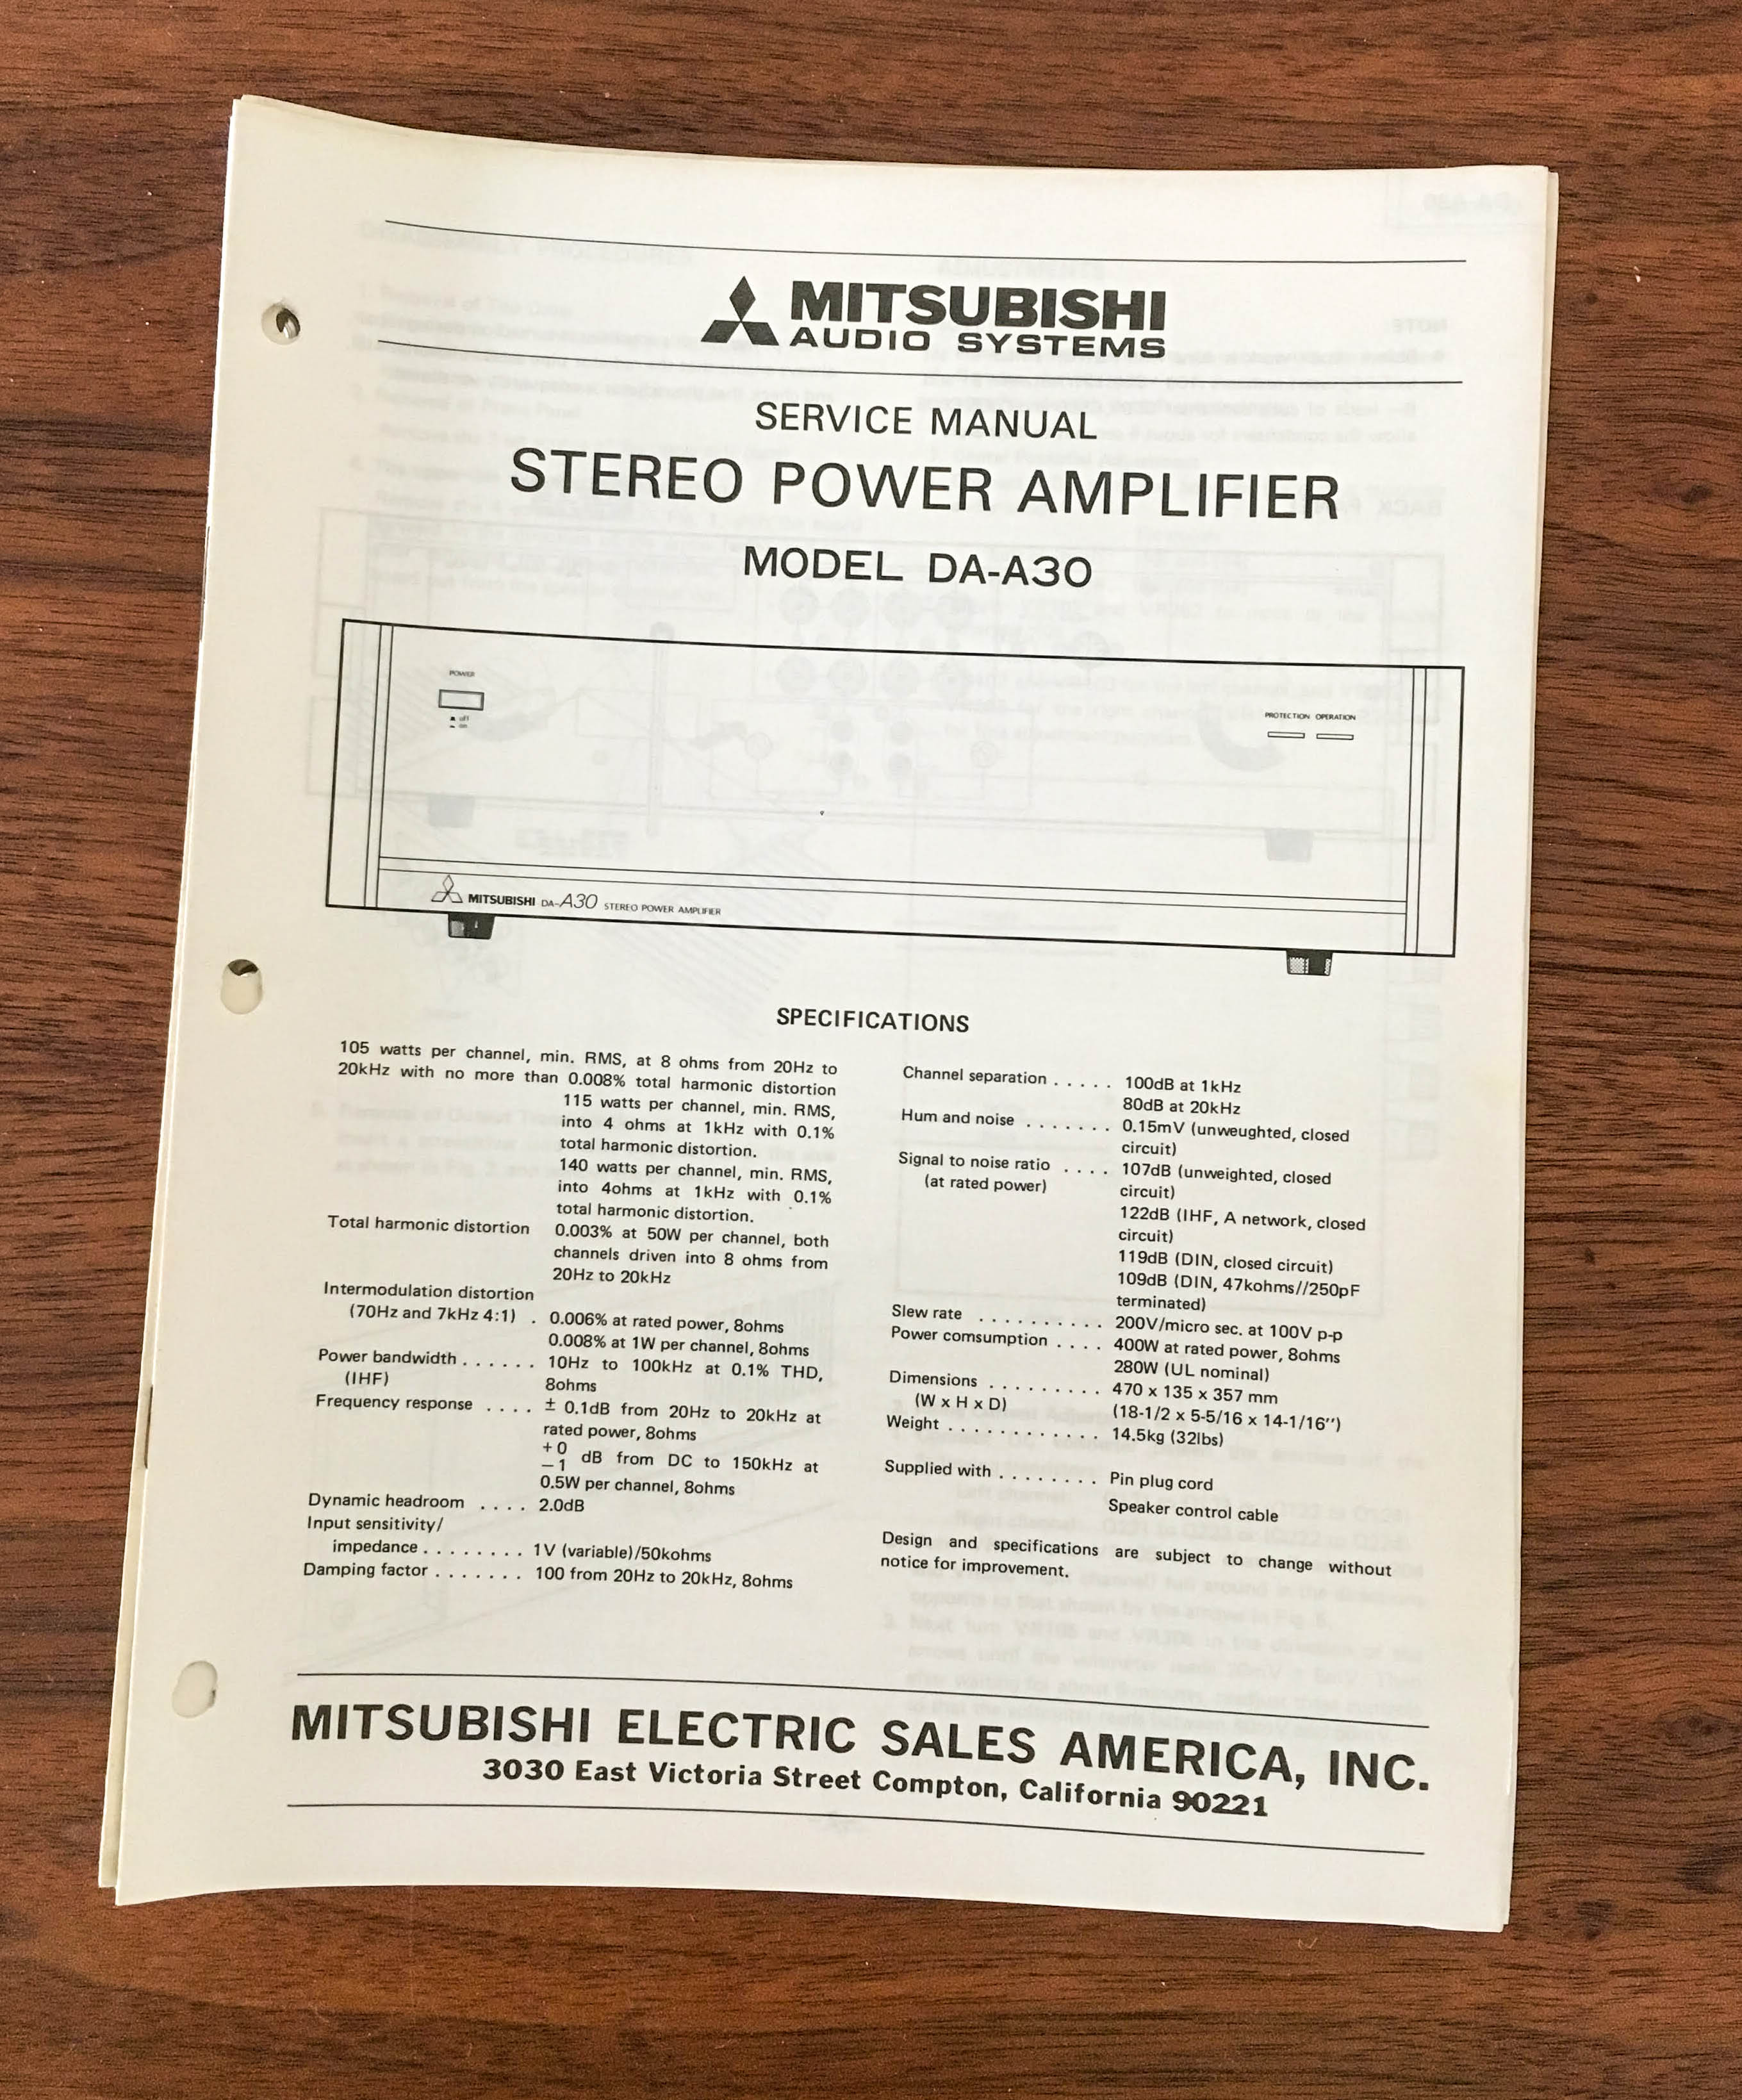 MITSUBISHI
AUDIO SYSTEMS
SERVICE MANUAL
STEREO POWER AMPLIFIER
MODEL DA-A30
POWER
off
on
PROTECTION OPERATION
MITSUBISHI DA-A30 STEREO POWER AMPLIFIER
SPECIFICATIONS
105 watts per channel, min. RMS, at 8 ohms from 20Hz to
20kHz with no more than 0.008% total harmonic distortion
115 watts per channel, min. RMS,
into 4 ohms at 1kHz with 0.1%
total harmonic distortion.
140 watts per channel, min. RMS,
into 4ohms at 1kHz with 0.1%
total harmonic distortion.
Total harmonic distortion 0.003% at 50W per channel, both
channels driven into 8 ohms from
20Hz to 20kHz
Intermodulation distortion
(70Hz and 7kHz 4:1) . 0.006% at rated power, 8ohms
0.008% at 1W per channel, 8ohms
Power bandwidth . . . . . . 10Hz to 100kHz at 0.1% THD,
(IHF) 8ohms
Frequency response . . . . ± 0.1dB from 20Hz to 20kHz at
rated power, 8ohms
+0
−1 dB from DC to 150kHz at
0.5W per channel, 8ohms
Dynamic headroom . . . . 2.0dB
Input sensitivity/
impedance . . . . . . . . 1V (variable)/50kohms
Damping factor . . . . . . . 100 from 20Hz to 20kHz, 8ohms
Channel separation . . . . . 100dB at 1kHz
80dB at 20kHz
Hum and noise . . . . . . . 0.15mV (unweughted, closed
circuit)
Signal to noise ratio . . . . 107dB (unweighted, closed
(at rated power) circuit)
122dB (IHF, A network, closed
circuit)
119dB (DIN, closed circuit)
109dB (DIN, 47kohms//250pF
terminated)
Slew rate . . . . . . . . . . 200V/micro sec. at 100V p-p
Power comsumption . . . . 400W at rated power, 8ohms
280W (UL nominal)
Dimensions . . . . . . . . . 470 x 135 x 357 mm
(W x H x D) (18-1/2 x 5-5/16 x 14-1/16'')
Weight . . . . . . . . . . . . 14.5kg (32lbs)
Supplied with . . . . . . . . Pin plug cord
Speaker control cable
Design and specifications are subject to change without
notice for improvement.
MITSUBISHI ELECTRIC SALES AMERICA, INC.
3030 East Victoria Street Compton, California 90221